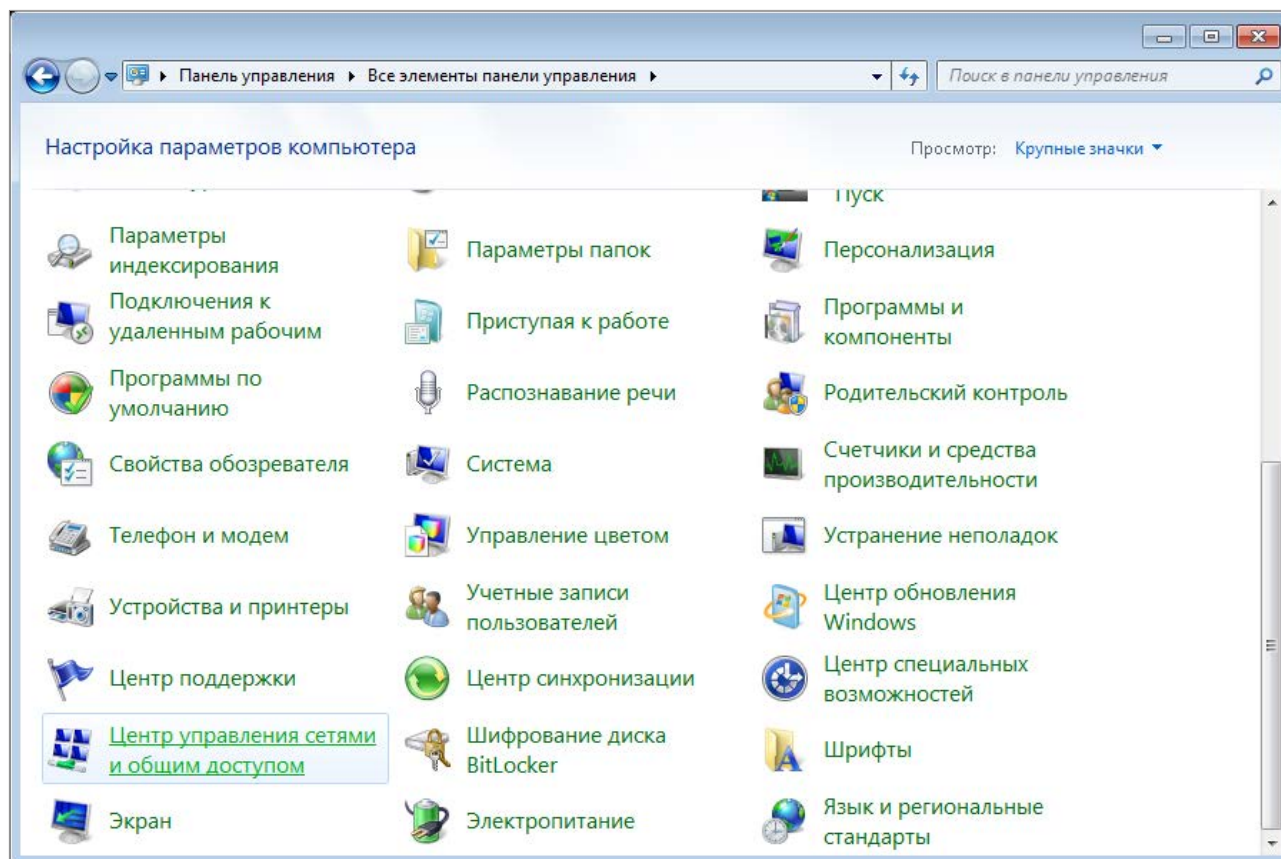 Панель управления ▸ Все элементы панели управления ▸
Поиск в панели управления
Настройка параметров компьютера
Просмотр: Крупные значки
Пуск
Параметры
индексирования
Параметры папок
Персонализация
Подключения к
удаленным рабочим
Приступая к работе
Программы и
компоненты
Программы по
умолчанию
Распознавание речи
Родительский контроль
Свойства обозревателя
Система
Счетчики и средства
производительности
Телефон и модем
Управление цветом
Устранение неполадок
Устройства и принтеры
Учетные записи
пользователей
Центр обновления
Windows
Центр поддержки
Центр синхронизации
Центр специальных
возможностей
Центр управления сетями
и общим доступом
Шифрование диска
BitLocker
Шрифты
Экран
Электропитание
Язык и региональные
стандарты